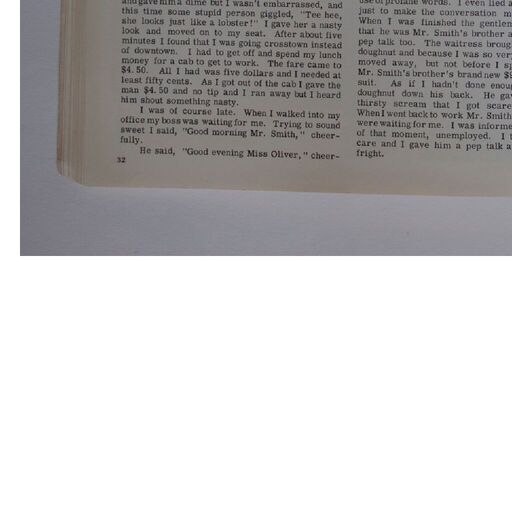 and gave him a dime but I wasn't embarrassed, and
this time some stupid person giggled, "Tee hee,
she looks just like a lobster!" I gave her a nasty
look and moved on to my seat. After about five
minutes I found that I was going crosstown instead
of downtown. I had to get off and spend my lunch
money for a cab to get to work. The fare came to
$4.50. All I had was five dollars and I needed at
least fifty cents. As I got out of the cab I gave the
man $4.50 and no tip and I ran away but I heard
him shout something nasty.
I was of course late. When I walked into my
office my boss was waiting for me. Trying to sound
sweet I said, "Good morning Mr. Smith," cheer-
fully.
He said, "Good evening Miss Oliver," cheer-
32
use of profane words. I even lied a
just to make the conversation m
When I was finished the gentlem
that he was Mr. Smith's brother a
pep talk too. The waitress broug
doughnut and because I was so very
moved away, but not before I sp
Mr. Smith's brother's brand new $9
suit. As if I hadn't done enoug
doughnut down his back. He gav
thirsty scream that I got scare
When I went back to work Mr. Smith
were waiting for me. I was informe
of that moment, unemployed. I t
care and I gave him a pep talk a
fright.